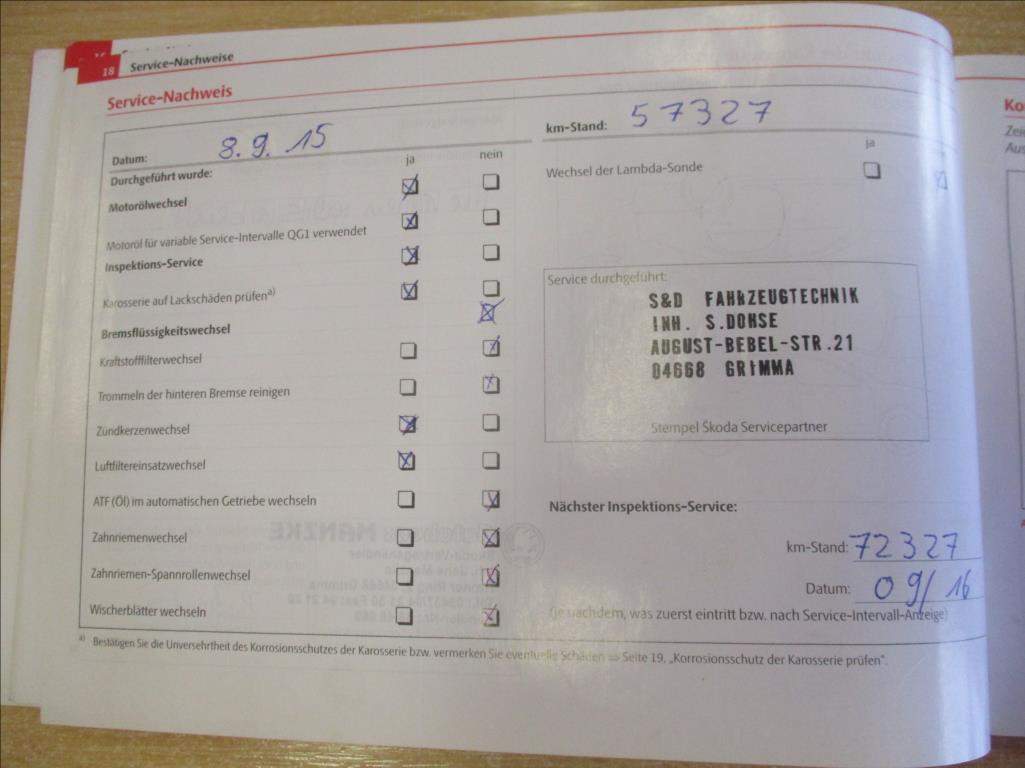 18 Service-Nachweise
Service-Nachweis
Datum: 8.9.15
ja nein
Durchgeführt wurde:
Motorölwechsel
Motoröl für variable Service-Intervalle QG1 verwendet
Inspektions-Service
Karosserie auf Lackschäden prüfen a)
Bremsflüssigkeitswechsel
Kraftstofffilterwechsel
Trommeln der hinteren Bremse reinigen
Zündkerzenwechsel
Luftfiltereinsatzwechsel
ATF (Öl) im automatischen Getriebe wechseln
Zahnriemenwechsel
Zahnriemen-Spannrollenwechsel
Wischerblätter wechseln
km-Stand: 57327
ja
Wechsel der Lambda-Sonde
Service durchgeführt:
S&D FAHRZEUGTECHNIK
INH. S.DOHSE
AUGUST-BEBEL-STR.21
04668 GRIMMA
Stempel Škoda Servicepartner
Nächster Inspektions-Service:
km-Stand: 72327
Datum: 09/16
(je nachdem, was zuerst eintritt bzw. nach Service-Intervall-Anzeige)
a) Bestätigen Sie die Unversehrtheit des Korrosionsschutzes der Karosserie bzw. vermerken Sie eventuelle Schäden ⇒ Seite 19, „Korrosionsschutz der Karosserie prüfen“.